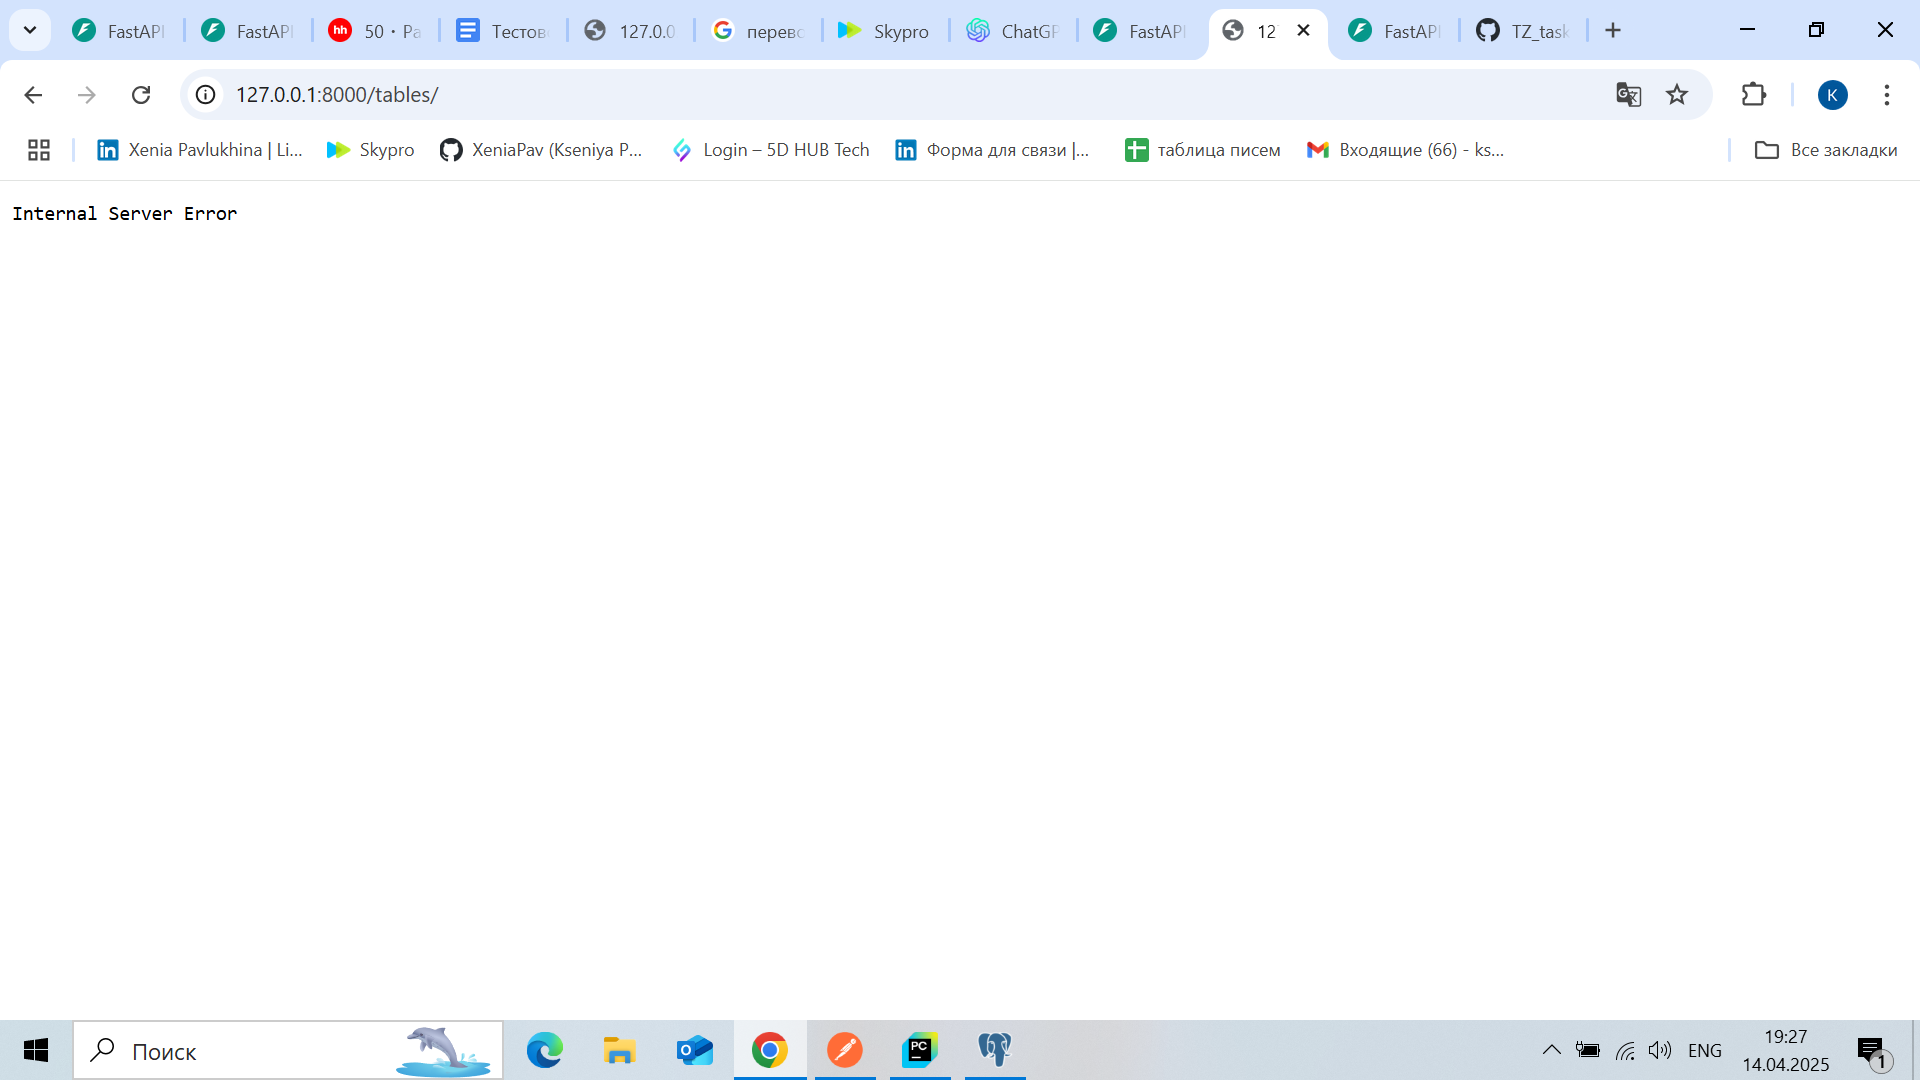 FastAPI
FastAPI
hh
50
Тестов
127.0.0
перево
Skypro
ChatGP
FastAPI
12
FastAPI
TZ_task
127.0.0.1:8000/tables/
K
Xenia Pavlukhina | Li...
Skypro
XeniaPav (Kseniya P...
Login – 5D HUB Tech
Форма для связи |...
таблица писем
Входящие (66) - ks...
Все закладки
Internal Server Error
Поиск
PC
ENG
19:27
14.04.2025
1